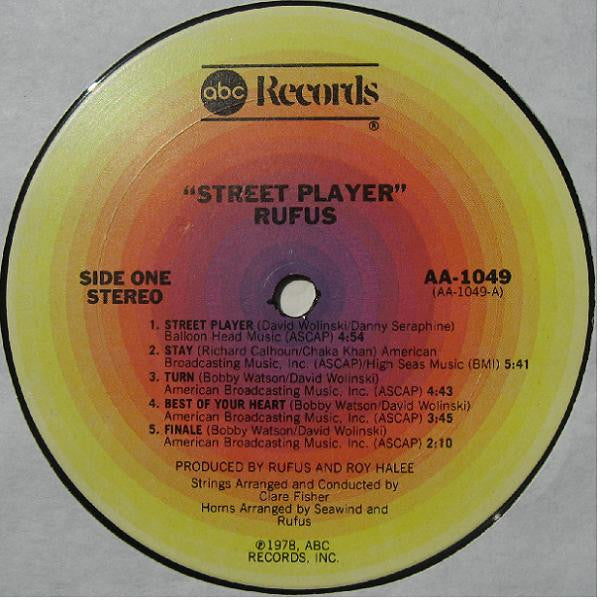 abc Records
®
"STREET PLAYER"
RUFUS
SIDE ONE
STEREO
AA-1049
(AA-1049-A)
1. STREET PLAYER (David Wolinski/Danny Seraphine)
Balloon Head Music (ASCAP) 4:54
2. STAY (Richard Calhoun/Chaka Khan) American
Broadcasting Music, Inc. (ASCAP)/High Seas Music (BMI) 5:41
3. TURN (Bobby Watson/David Wolinski)
American Broadcasting Music, Inc. (ASCAP) 4:43
4. BEST OF YOUR HEART (Bobby Watson/David Wolinski)
American Broadcasting Music, Inc. (ASCAP) 3:45
5. FINALE (Bobby Watson/David Wolinski)
American Broadcasting Music, Inc. (ASCAP) 2:10
PRODUCED BY RUFUS AND ROY HALEE
Strings Arranged and Conducted by
Clare Fisher
Horns Arranged by Seawind and
Rufus
℗1978, ABC
RECORDS, INC.